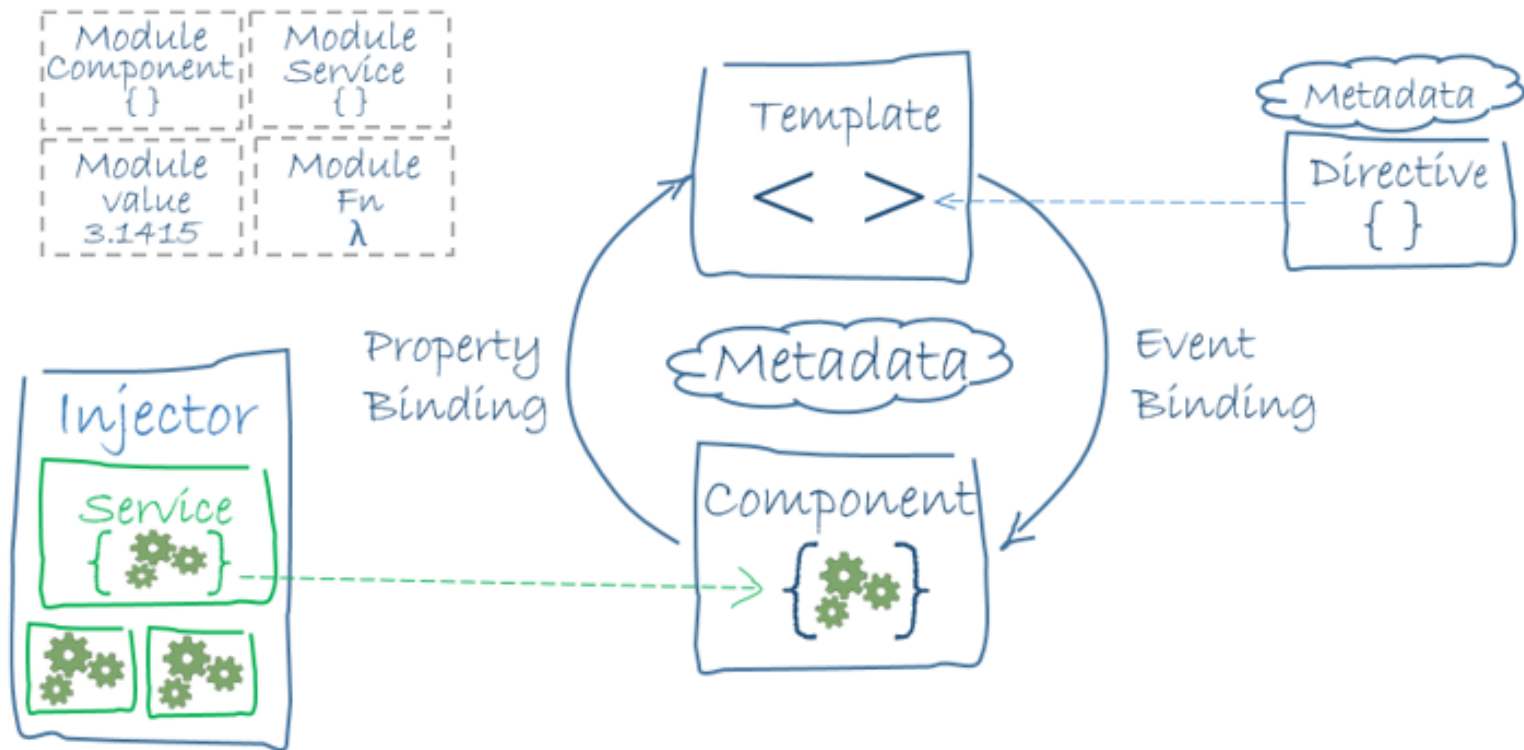 Module
Component
{ }
Module
Service
{ }
Module
value
3.1415
Module
Fn
λ
Template
< >
Metadata
Directive
{ }
Property
Binding
Metadata
Event
Binding
Injector
Service
{ }
Component
{ }